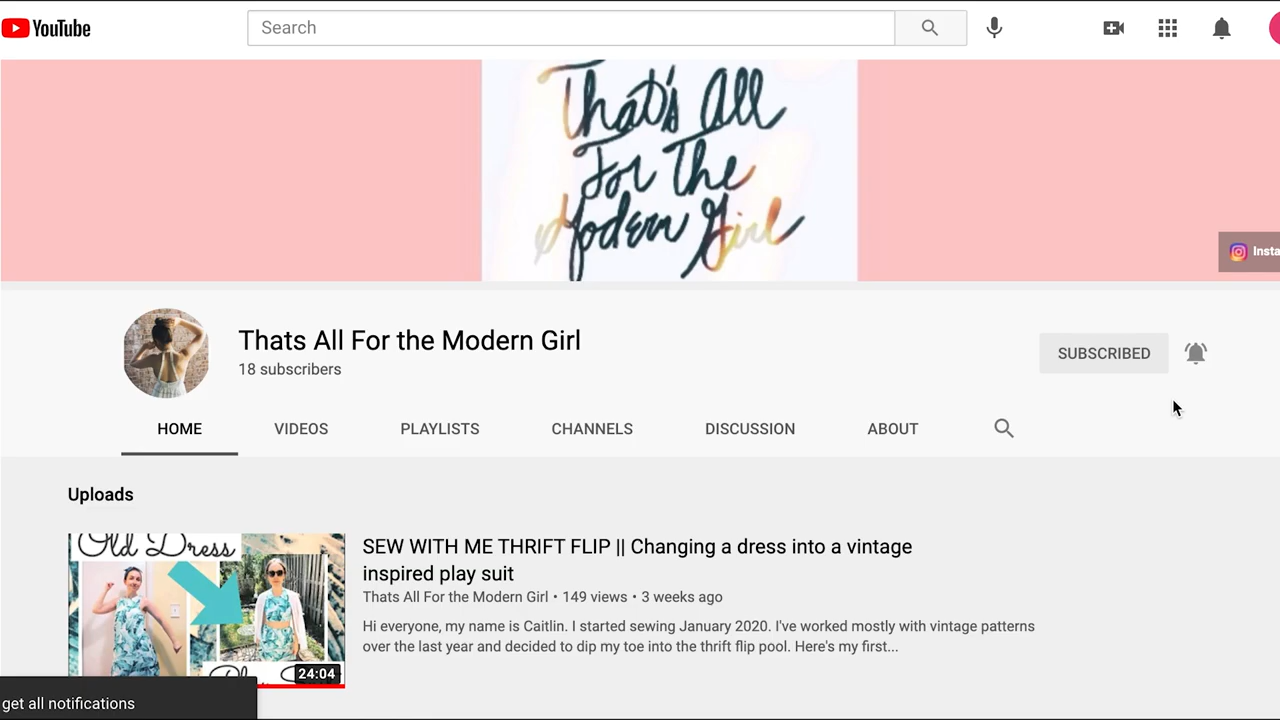 YouTube
Search
That's All
For The
Modern Girl
Insta
Thats All For the Modern Girl
18 subscribers
SUBSCRIBED
HOME
VIDEOS
PLAYLISTS
CHANNELS
DISCUSSION
ABOUT
Uploads
Old Dress
24:04
SEW WITH ME THRIFT FLIP || Changing a dress into a vintage
inspired play suit
Thats All For the Modern Girl • 149 views • 3 weeks ago
Hi everyone, my name is Caitlin. I started sewing January 2020. I've worked mostly with vintage patterns
over the last year and decided to dip my toe into the thrift flip pool. Here's my first...
get all notifications